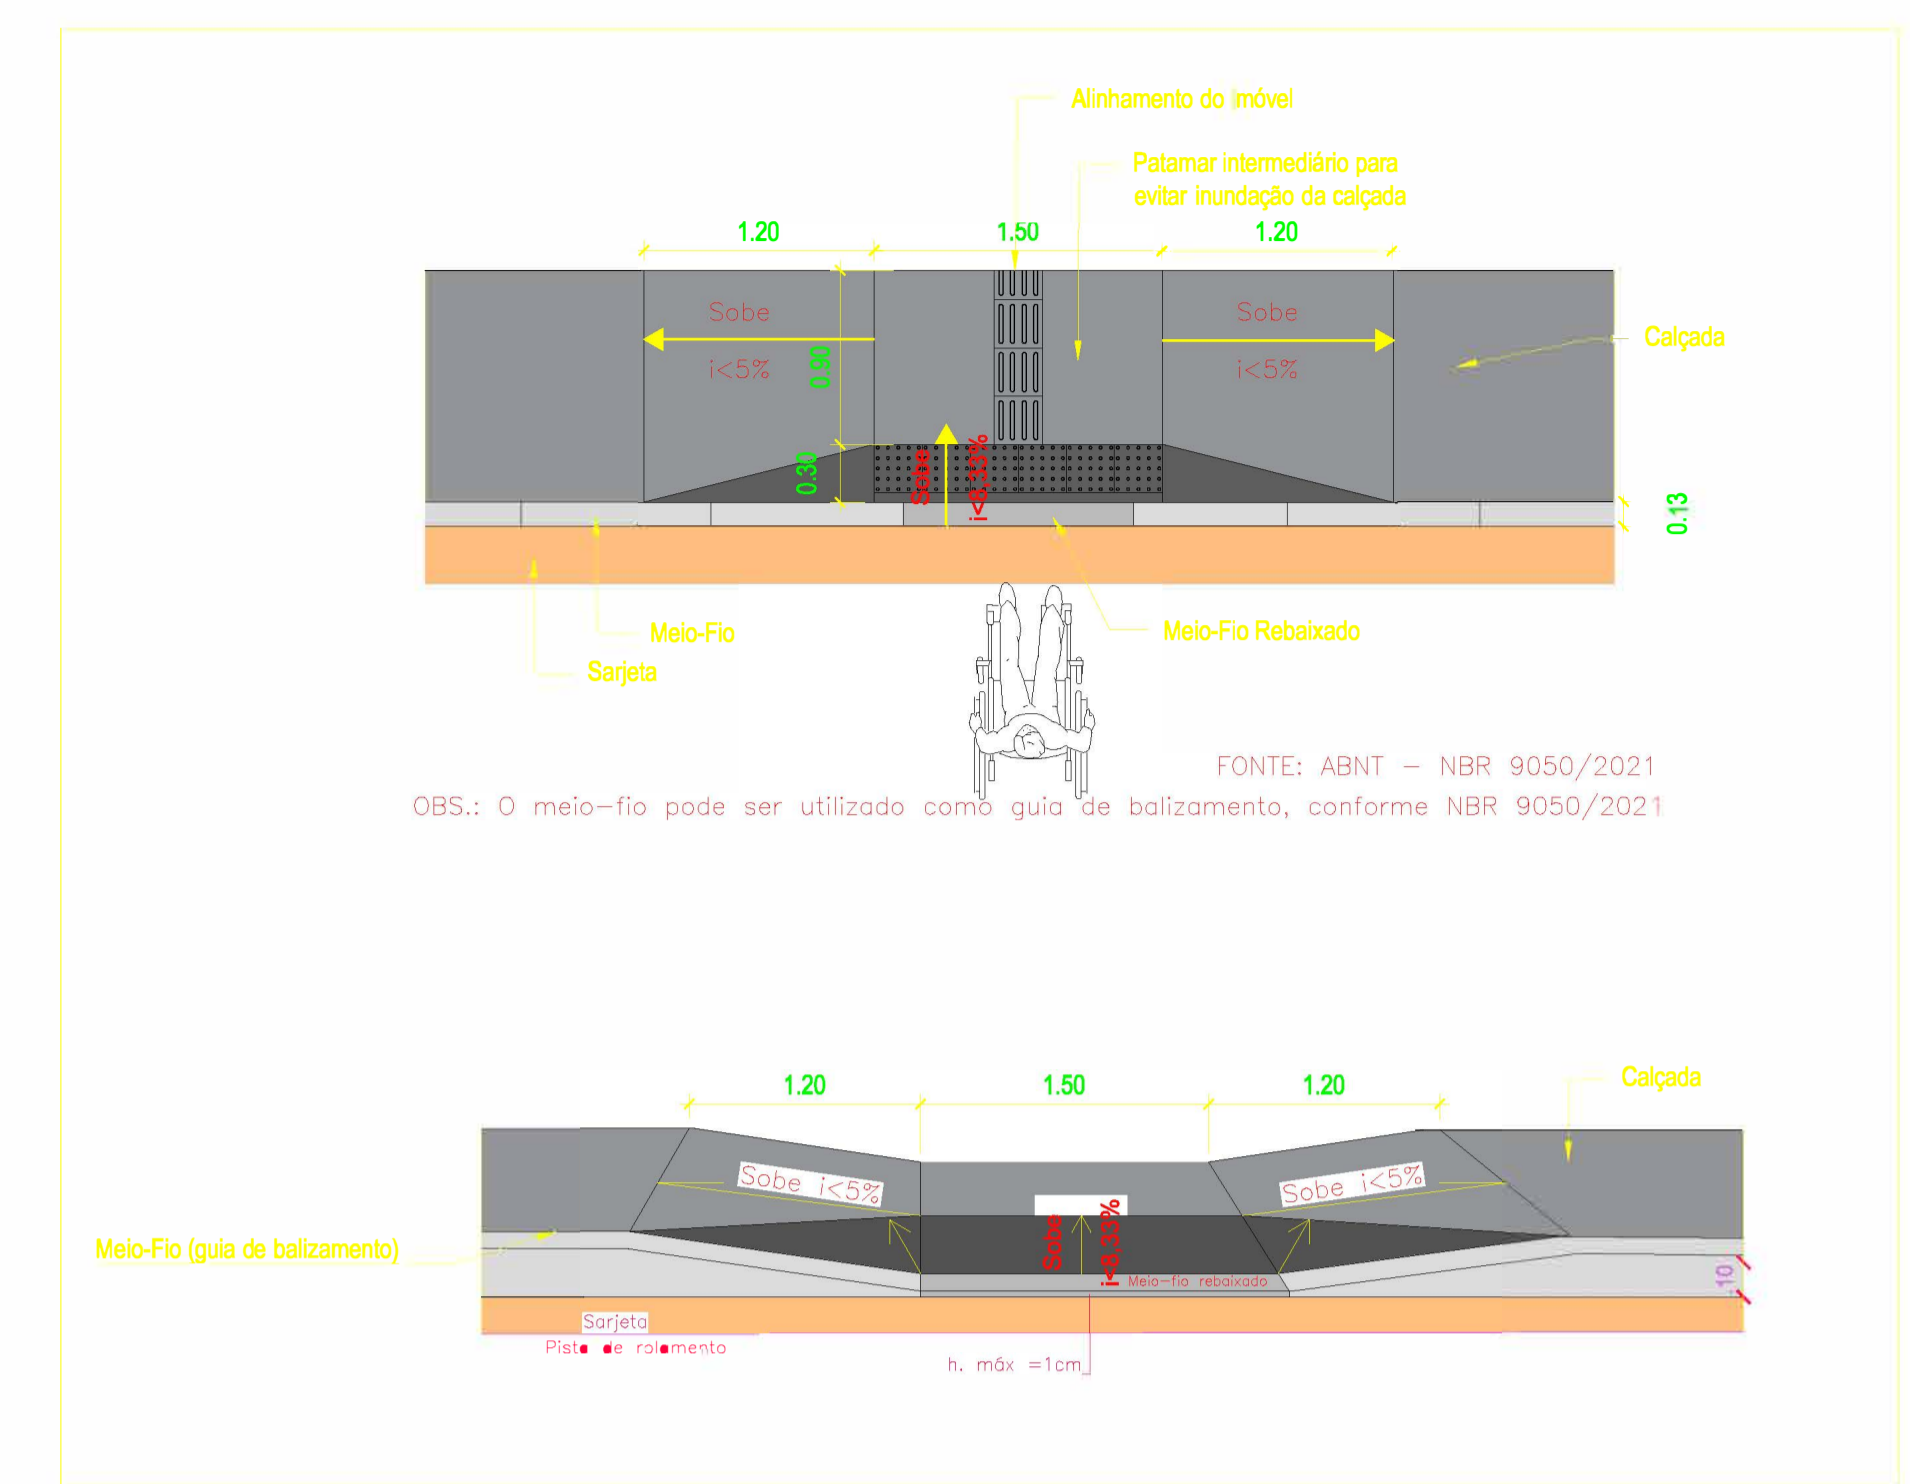 Alinhamento do Imóvel
Patamar intermediário para
evitar inundação da calçada
1.20
1.50
1.20
Sobe
i<5%
0.90
Sobe
i<5%
Calçada
0.30
Sobe
i<8,33%
0.13
Meio-Fio
Meio-Fio Rebaixado
Sarjeta
FONTE: ABNT – NBR 9050/2021
OBS.: O meio-fio pode ser utilizado como guia de balizamento, conforme NBR 9050/2021
1.20
1.50
1.20
Calçada
Sobe i<5%
Sobe i<5%
Sobe
i<8,33%
Meio-Fio (guia de balizamento)
Meio-fio rebaixado
.10
Sarjeta
Pista de rolamento
h. máx =1cm